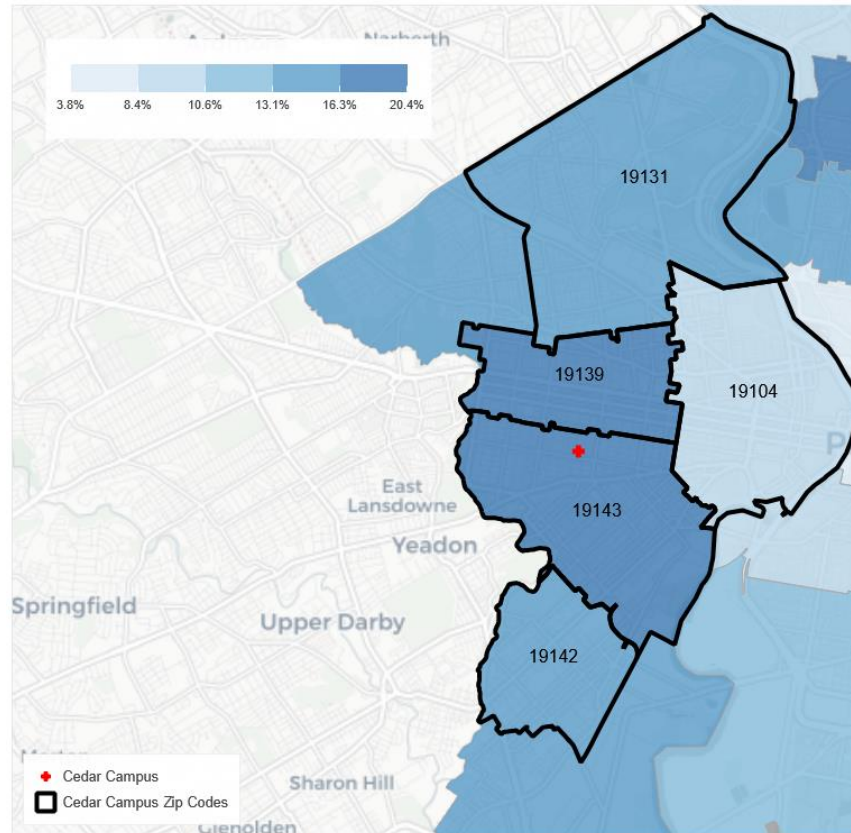 Narberth
3.8% 8.4% 10.6% 13.1% 16.3% 20.4%
19131
19139
19104
East
Lansdowne
19143
Yeadon
Springfield
Upper Darby
19142
Cedar Campus
Sharon Hill
Cedar Campus Zip Codes
Glenolden